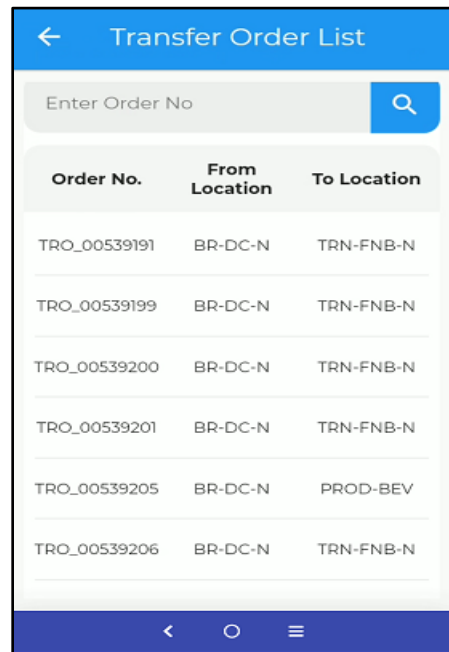 Transfer Order List
Enter Order No
Order No. From Location To Location
TRO_00539191 BR-DC-N TRN-FNB-N
TRO_00539199 BR-DC-N TRN-FNB-N
TRO_00539200 BR-DC-N TRN-FNB-N
TRO_00539201 BR-DC-N TRN-FNB-N
TRO_00539205 BR-DC-N PROD-BEV
TRO_00539206 BR-DC-N TRN-FNB-N